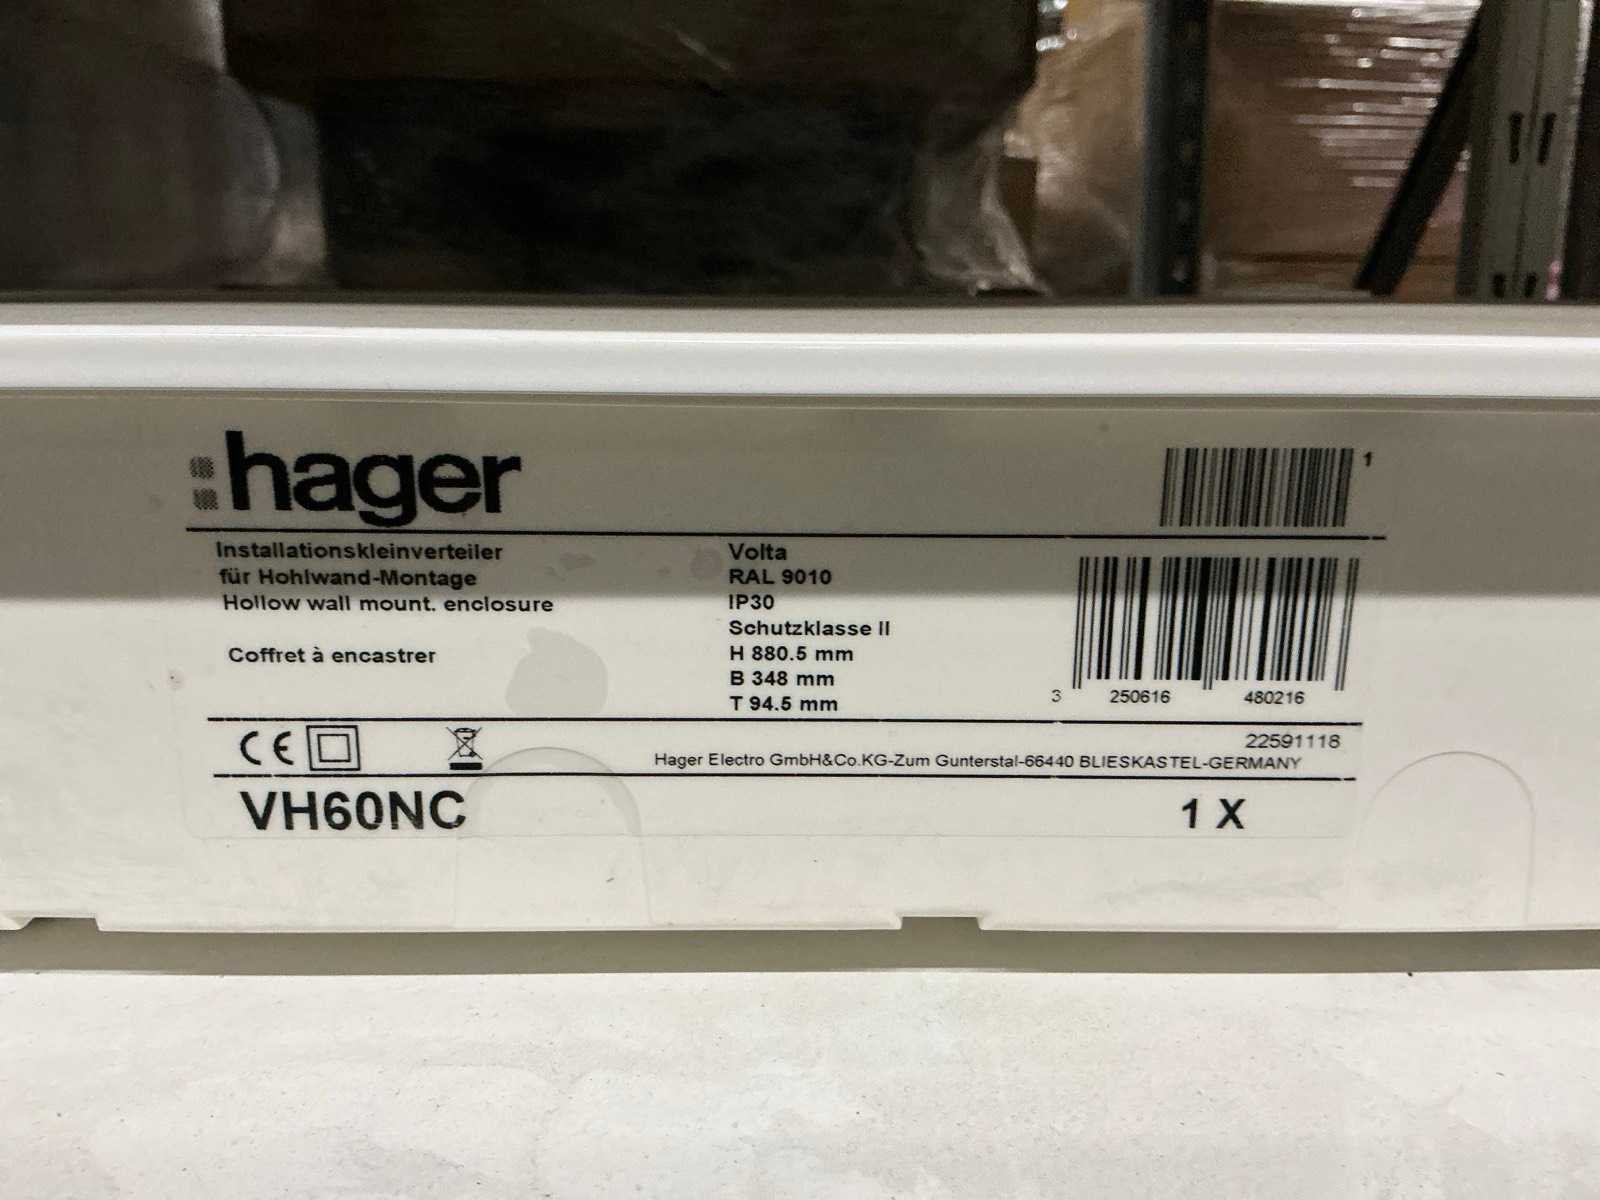 hager
1
Installationskleinverteiler
für Hohlwand-Montage
Hollow wall mount. enclosure
Coffret à encastrer
Volta
RAL 9010
IP30
Schutzklasse II
H 880.5 mm
B 348 mm
T 94.5 mm
3 250616 480216
CE
22591118
Hager Electro GmbH&Co.KG-Zum Gunterstal-66440 BLIESKASTEL-GERMANY
VH60NC
1 X